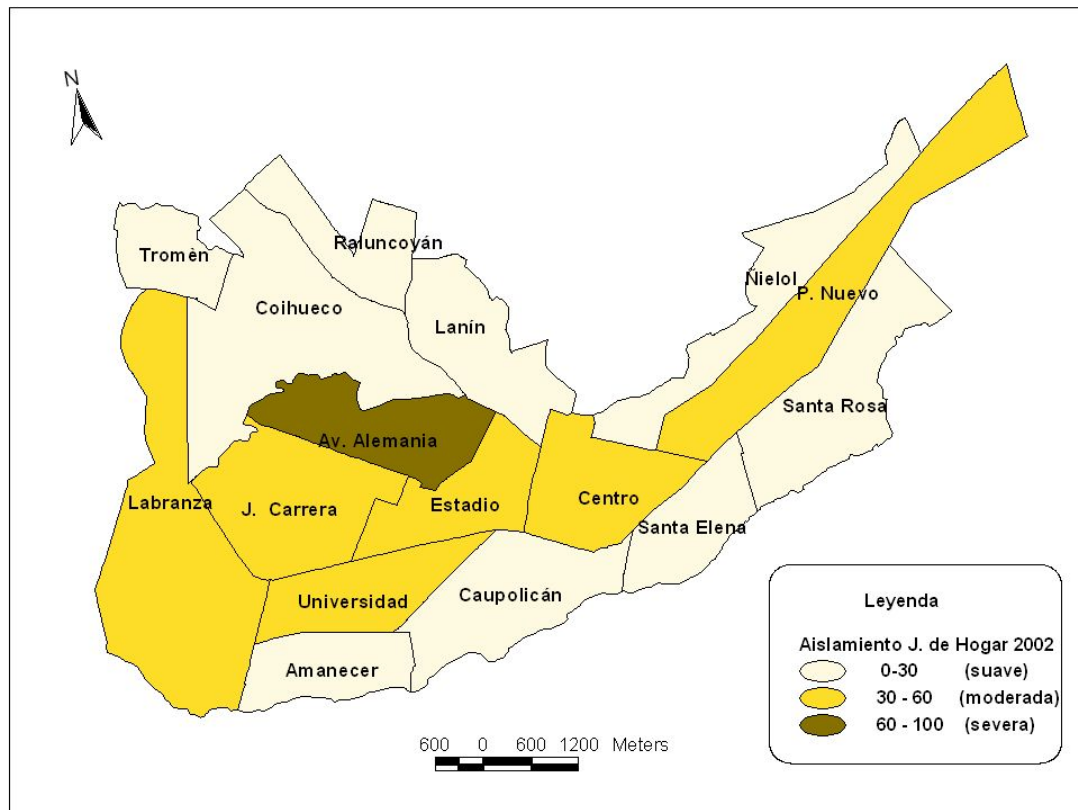 N
Raluncoyán
Tromèn
Ñielol
P. Nuevo
Coihueco
Lanín
Santa Rosa
Av. Alemania
Labranza
J. Carrera
Estadio
Centro
Santa Elena
Universidad
Caupolicán
Amanecer
Leyenda
Aislamiento J. de Hogar 2002
0-30 (suave)
30 - 60 (moderada)
60 - 100 (severa)
600 0 600 1200 Meters